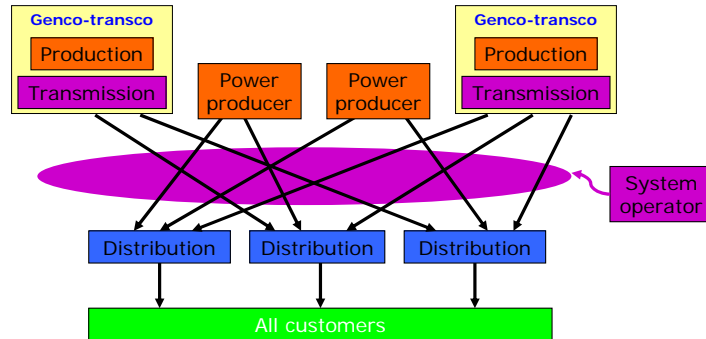 Genco-transco
Production
Transmission
Power
producer
Power
producer
Genco-transco
Production
Transmission
System
operator
Distribution
Distribution
Distribution
All customers